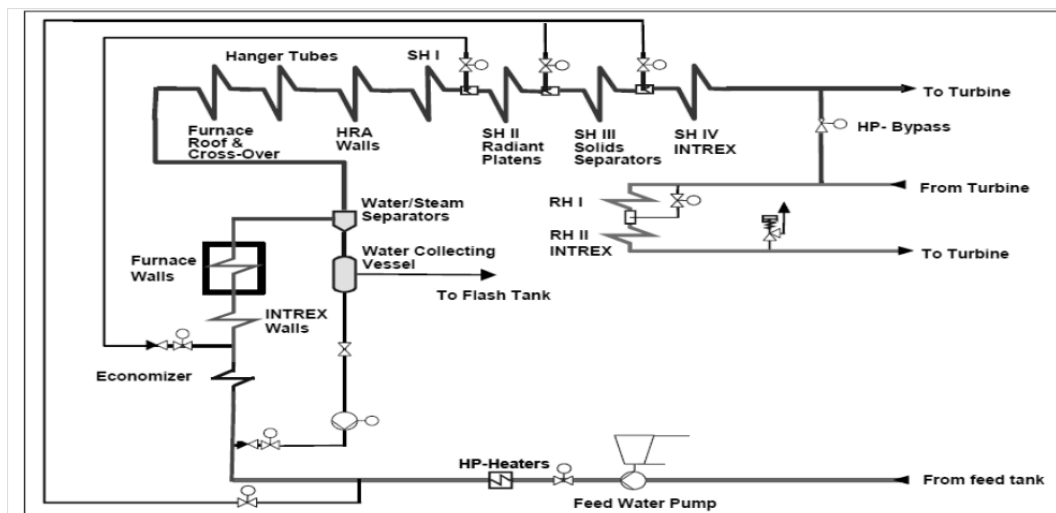 Hanger Tubes
SH I
Furnace
Roof &
Cross-Over
HRA
Walls
SH II
Radiant
Platens
SH III
Solids
Separators
SH IV
INTREX
To Turbine
HP- Bypass
From Turbine
RH I
RH II
INTREX
To Turbine
Water/Steam
Separators
Water Collecting
Vessel
To Flash Tank
Furnace
Walls
INTREX
Walls
Economizer
HP-Heaters
Feed Water Pump
From feed tank